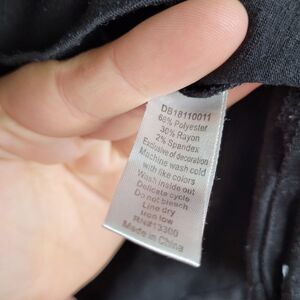 DB18110011
68% Polyester
30% Rayon
2% Spandex
Exclusive of decoration
Machine wash cold
with like colors
Wash inside out
Delicate cycle
Do not bleach
Line dry
Iron low
RN#13300
Made in China